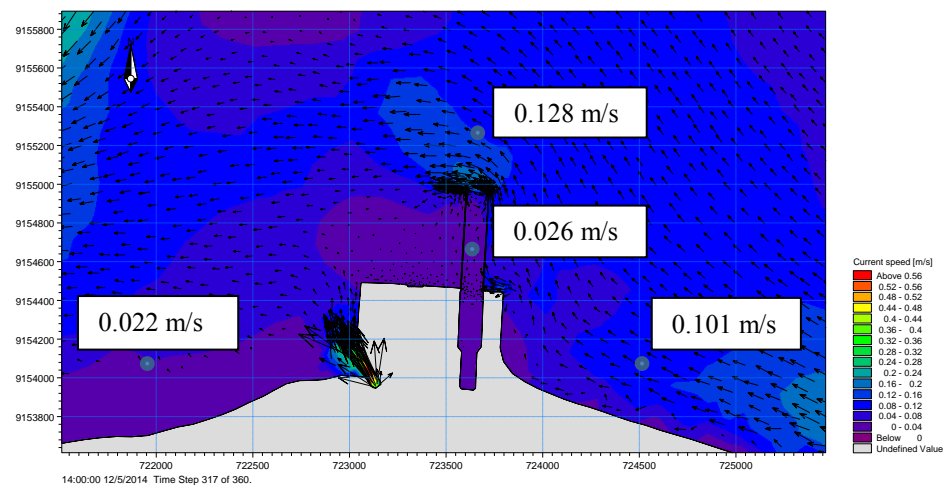 9155800
9155600
9155400
9155200
9155000
9154800
9154600
9154400
9154200
9154000
9153800
0.128 m/s
0.026 m/s
0.022 m/s
0.101 m/s
722000
722500
723000
723500
724000
724500
725000
14:00:00 12/5/2014 Time Step 317 of 360.
Current speed [m/s]
Above 0.56
0.52 - 0.56
0.48 - 0.52
0.44 - 0.48
0.4 - 0.44
0.36 - 0.4
0.32 - 0.36
0.28 - 0.32
0.24 - 0.28
0.2 - 0.24
0.16 - 0.2
0.12 - 0.16
0.08 - 0.12
0.04 - 0.08
0 - 0.04
Below 0
Undefined Value